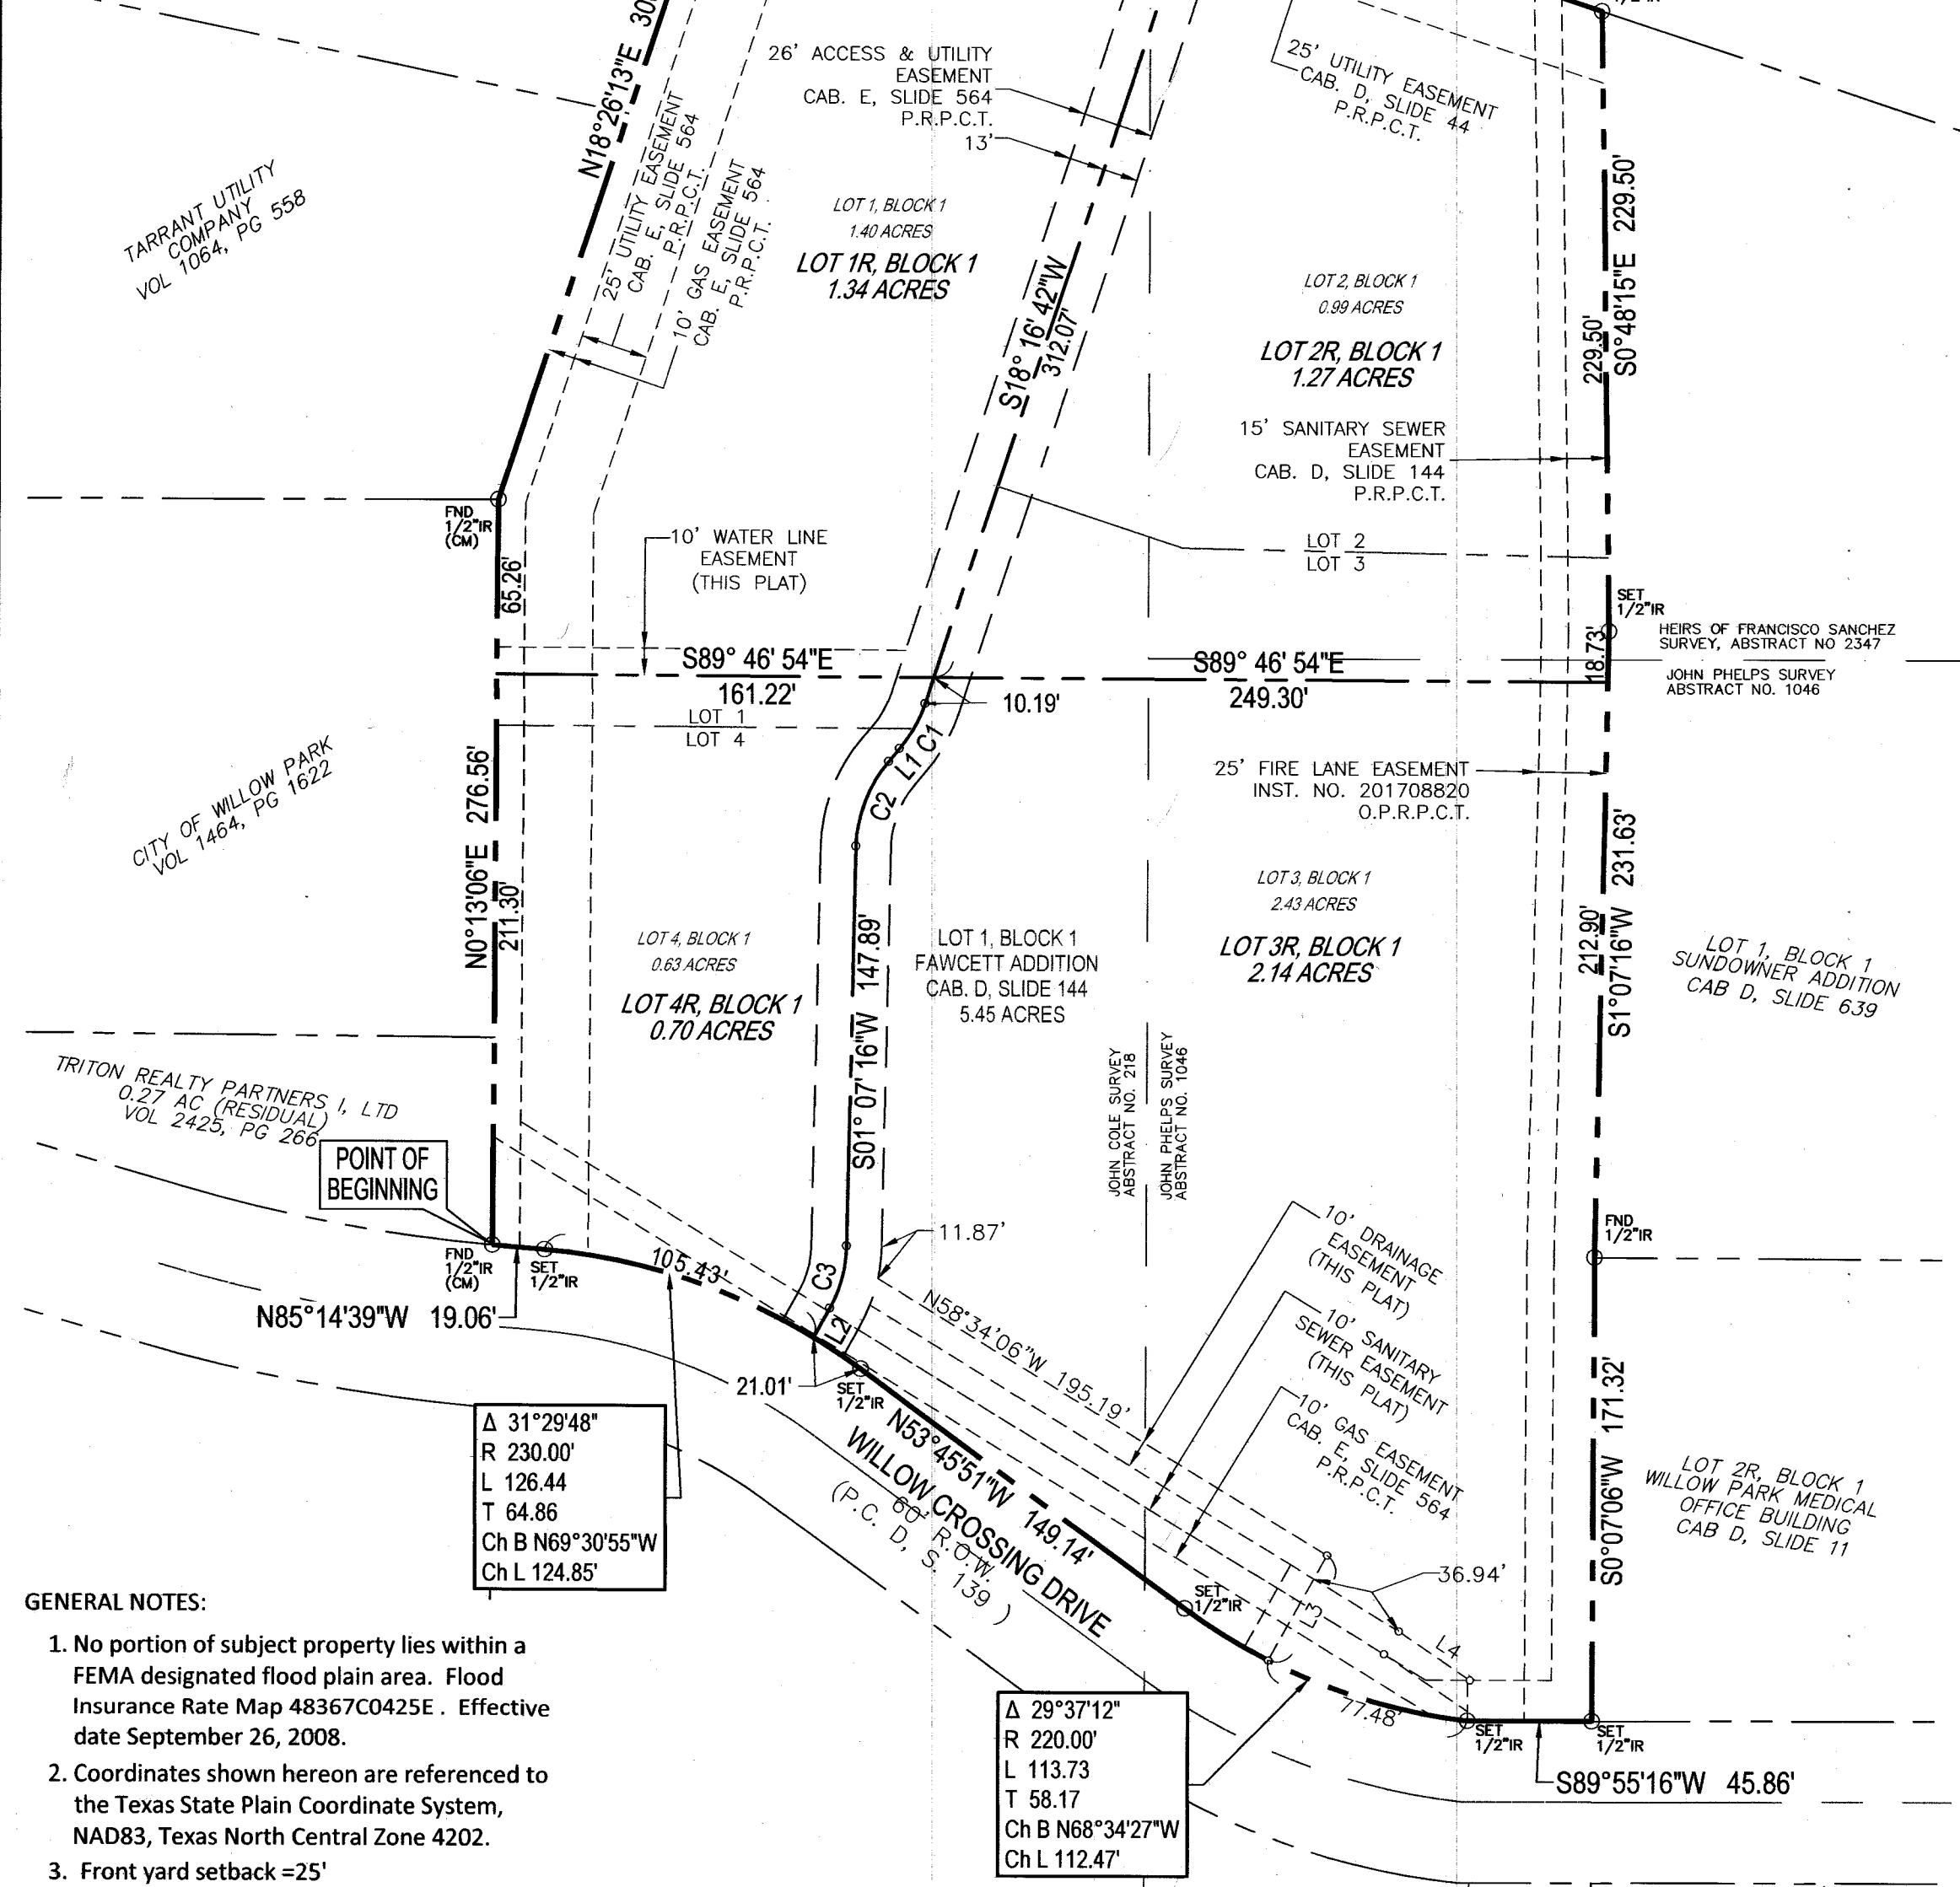 1/2"IR
N18°26'13"E 30
26' ACCESS & UTILITY
EASEMENT
CAB. E, SLIDE 564
P.R.P.C.T.
13'
25' UTILITY EASEMENT
CAB. D, SLIDE 44
P.R.P.C.T.
TARRANT UTILITY
COMPANY
VOL 1064, PG 558
25' UTILITY EASEMENT
CAB. E, SLIDE 564
P.R.P.C.T.
10' GAS EASEMENT
CAB. E, SLIDE 564
P.R.P.C.T.
LOT 1, BLOCK 1
1.40 ACRES
LOT 1R, BLOCK 1
1.34 ACRES
S18° 16' 42"W
312.07'
LOT 2, BLOCK 1
0.99 ACRES
LOT 2R, BLOCK 1
1.27 ACRES
229.50'
S0°48'15"E 229.50'
15' SANITARY SEWER
EASEMENT
CAB. D, SLIDE 144
P.R.P.C.T.
FND
1/2"IR
(CM)
65.26'
10' WATER LINE
EASEMENT
(THIS PLAT)
LOT 2
LOT 3
SET
1/2"IR
18.73'
HEIRS OF FRANCISCO SANCHEZ
SURVEY, ABSTRACT NO 2347
JOHN PHELPS SURVEY
ABSTRACT NO. 1046
S89° 46' 54"E
161.22'
S89° 46' 54"E
249.30'
10.19'
LOT 1
LOT 4
C1
L1
C2
CITY OF WILLOW PARK
VOL 1464, PG 1622
N0°13'06"E 276.56'
211.30'
25' FIRE LANE EASEMENT
INST. NO. 201708820
O.P.R.P.C.T.
LOT 3, BLOCK 1
2.43 ACRES
LOT 3R, BLOCK 1
2.14 ACRES
212.90'
S1°07'16"W 231.63'
LOT 4, BLOCK 1
0.63 ACRES
LOT 4R, BLOCK 1
0.70 ACRES
S01° 07' 16"W 147.89'
LOT 1, BLOCK 1
FAWCETT ADDITION
CAB. D, SLIDE 144
5.45 ACRES
LOT 1, BLOCK 1
SUNDOWNER ADDITION
CAB D, SLIDE 639
JOHN COLE SURVEY
ABSTRACT NO. 218
JOHN PHELPS SURVEY
ABSTRACT NO. 1046
TRITON REALTY PARTNERS I, LTD
0.27 AC (RESIDUAL)
VOL 2425, PG 266
POINT OF
BEGINNING
FND
1/2"IR
(CM)
SET
1/2"IR
N85°14'39"W 19.06'
105.43'
C3
L2
11.87'
21.01'
SET
1/2"IR
N58°34'06"W 195.19'
10' DRAINAGE
EASEMENT
(THIS PLAT)
10' SANITARY
SEWER EASEMENT
(THIS PLAT)
10' GAS EASEMENT
CAB. E, SLIDE 564
P.R.P.C.T.
FND
1/2"IR
S0°07'06"W 171.32'
LOT 2R, BLOCK 1
WILLOW PARK MEDICAL
OFFICE BUILDING
CAB D, SLIDE 11
Δ 31°29'48"
R 230.00'
L 126.44
T 64.86
Ch B N69°30'55"W
Ch L 124.85'
N53°45'51"W 149.14'
WILLOW CROSSING DRIVE
60' R.O.W.
(P.C. D, S. 139 )
SET
1/2"IR
L3
36.94'
L4
77.48'
SET
1/2"IR
SET
1/2"IR
S89°55'16"W 45.86'
Δ 29°37'12"
R 220.00'
L 113.73
T 58.17
Ch B N68°34'27"W
Ch L 112.47'
GENERAL NOTES:
1. No portion of subject property lies within a
FEMA designated flood plain area. Flood
Insurance Rate Map 48367C0425E . Effective
date September 26, 2008.
2. Coordinates shown hereon are referenced to
the Texas State Plain Coordinate System,
NAD83, Texas North Central Zone 4202.
3. Front yard setback =25'